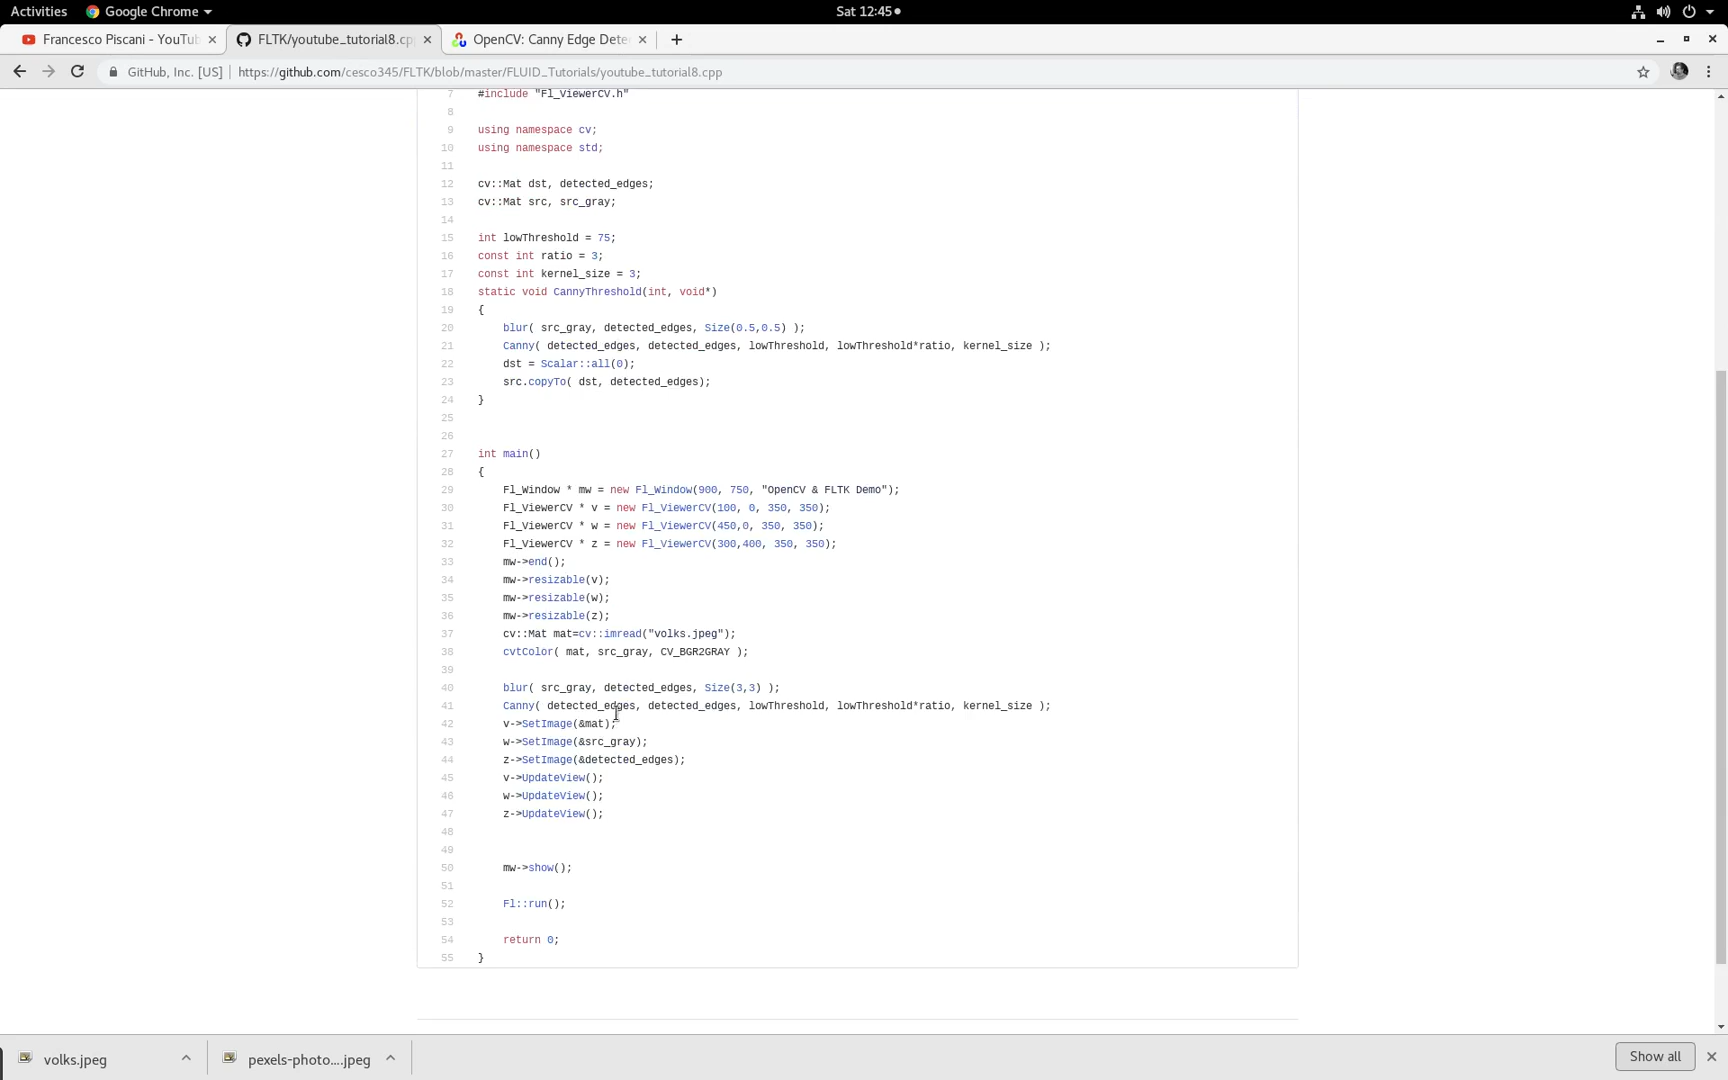 Activities Google Chrome Sat 12:45
Francesco Piscani - YouTub FLTK/youtube_tutorial8.cp OpenCV: Canny Edge Dete
GitHub, Inc. [US] https://github.com/cesco345/FLTK/blob/master/FLUID_Tutorials/youtube_tutorial8.cpp
7 #include "Fl_ViewerCV.h"
8
9 using namespace cv;
10 using namespace std;
11
12 cv::Mat dst, detected_edges;
13 cv::Mat src, src_gray;
14
15 int lowThreshold = 75;
16 const int ratio = 3;
17 const int kernel_size = 3;
18 static void CannyThreshold(int, void*)
19 {
20 blur( src_gray, detected_edges, Size(0.5,0.5) );
21 Canny( detected_edges, detected_edges, lowThreshold, lowThreshold*ratio, kernel_size );
22 dst = Scalar::all(0);
23 src.copyTo( dst, detected_edges);
24 }
25
26
27 int main()
28 {
29 Fl_Window * mw = new Fl_Window(900, 750, "OpenCV & FLTK Demo");
30 Fl_ViewerCV * v = new Fl_ViewerCV(100, 0, 350, 350);
31 Fl_ViewerCV * w = new Fl_ViewerCV(450,0, 350, 350);
32 Fl_ViewerCV * z = new Fl_ViewerCV(300,400, 350, 350);
33 mw->end();
34 mw->resizable(v);
35 mw->resizable(w);
36 mw->resizable(z);
37 cv::Mat mat=cv::imread("volks.jpeg");
38 cvtColor( mat, src_gray, CV_BGR2GRAY );
39
40 blur( src_gray, detected_edges, Size(3,3) );
41 Canny( detected_edges, detected_edges, lowThreshold, lowThreshold*ratio, kernel_size );
42 v->SetImage(&mat);
43 w->SetImage(&src_gray);
44 z->SetImage(&detected_edges);
45 v->UpdateView();
46 w->UpdateView();
47 z->UpdateView();
48
49
50 mw->show();
51
52 Fl::run();
53
54 return 0;
55 }
volks.jpeg pexels-photo....jpeg Show all